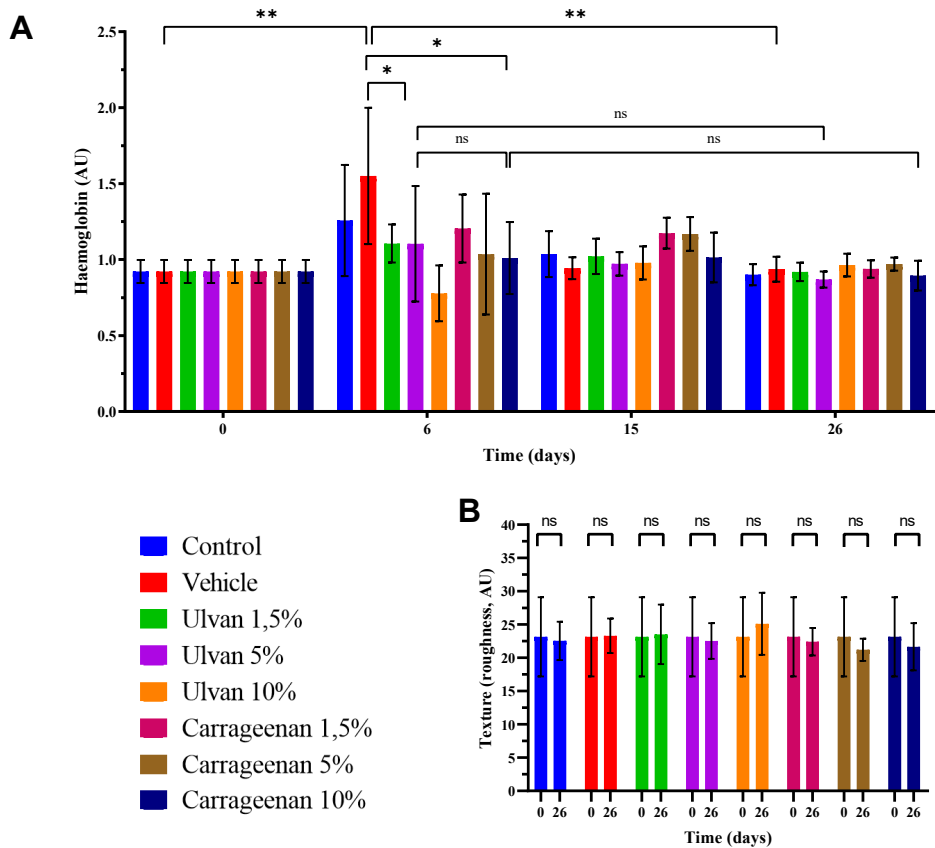 A
**
**
*
*
ns
ns
ns
2.5
2.0
1.5
1.0
0.5
0.0
Haemoglobin (AU)
0 6 15 26
Time (days)
Control
Vehicle
Ulvan 1,5%
Ulvan 5%
Ulvan 10%
Carrageenan 1,5%
Carrageenan 5%
Carrageenan 10%
B
ns ns ns ns ns ns ns ns
40
35
30
25
20
15
10
5
0
Texture (roughness, AU)
0 26 0 26 0 26 0 26 0 26 0 26 0 26 0 26
Time (days)